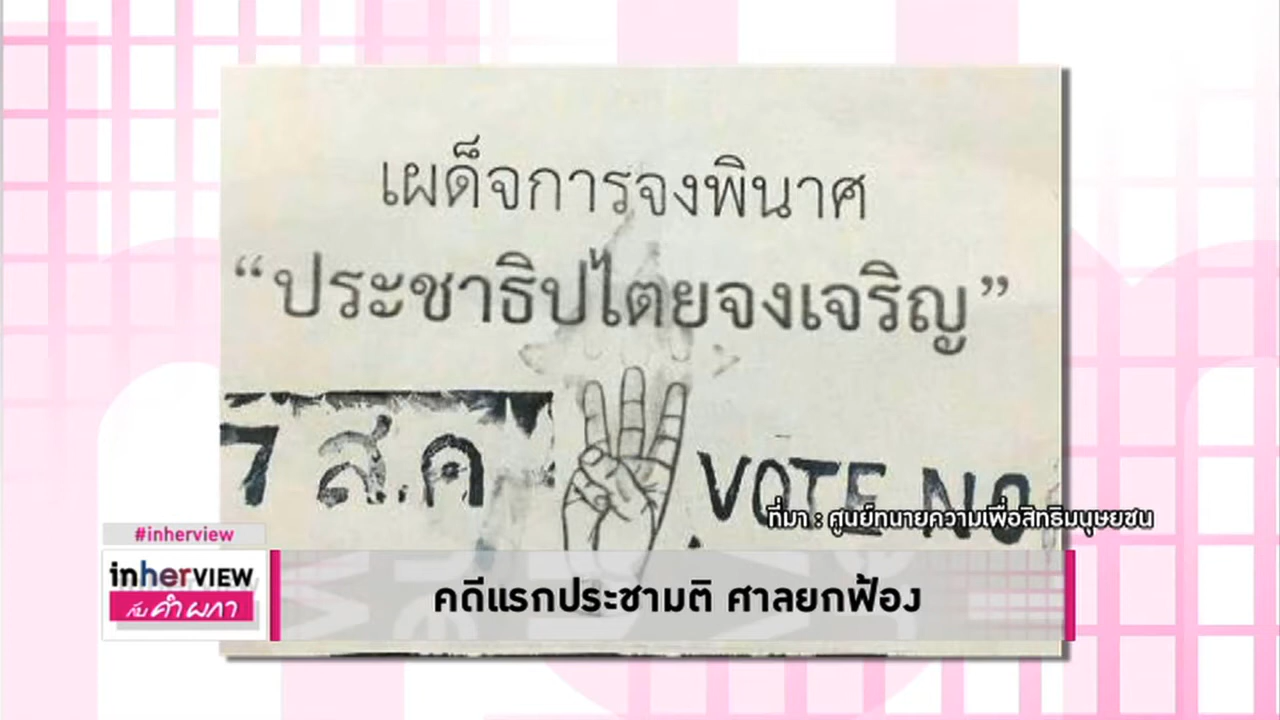 เผด็จการจงพินาศ
“ประชาธิปไตยจงเจริญ”
7 ส.ค
VOTE NO
ที่มา : ศูนย์ทนายความเพื่อสิทธิมนุษยชน
#inherview
inherVIEW
กับ คำ ผกา
คดีแรกประชามติ ศาลยกฟ้อง